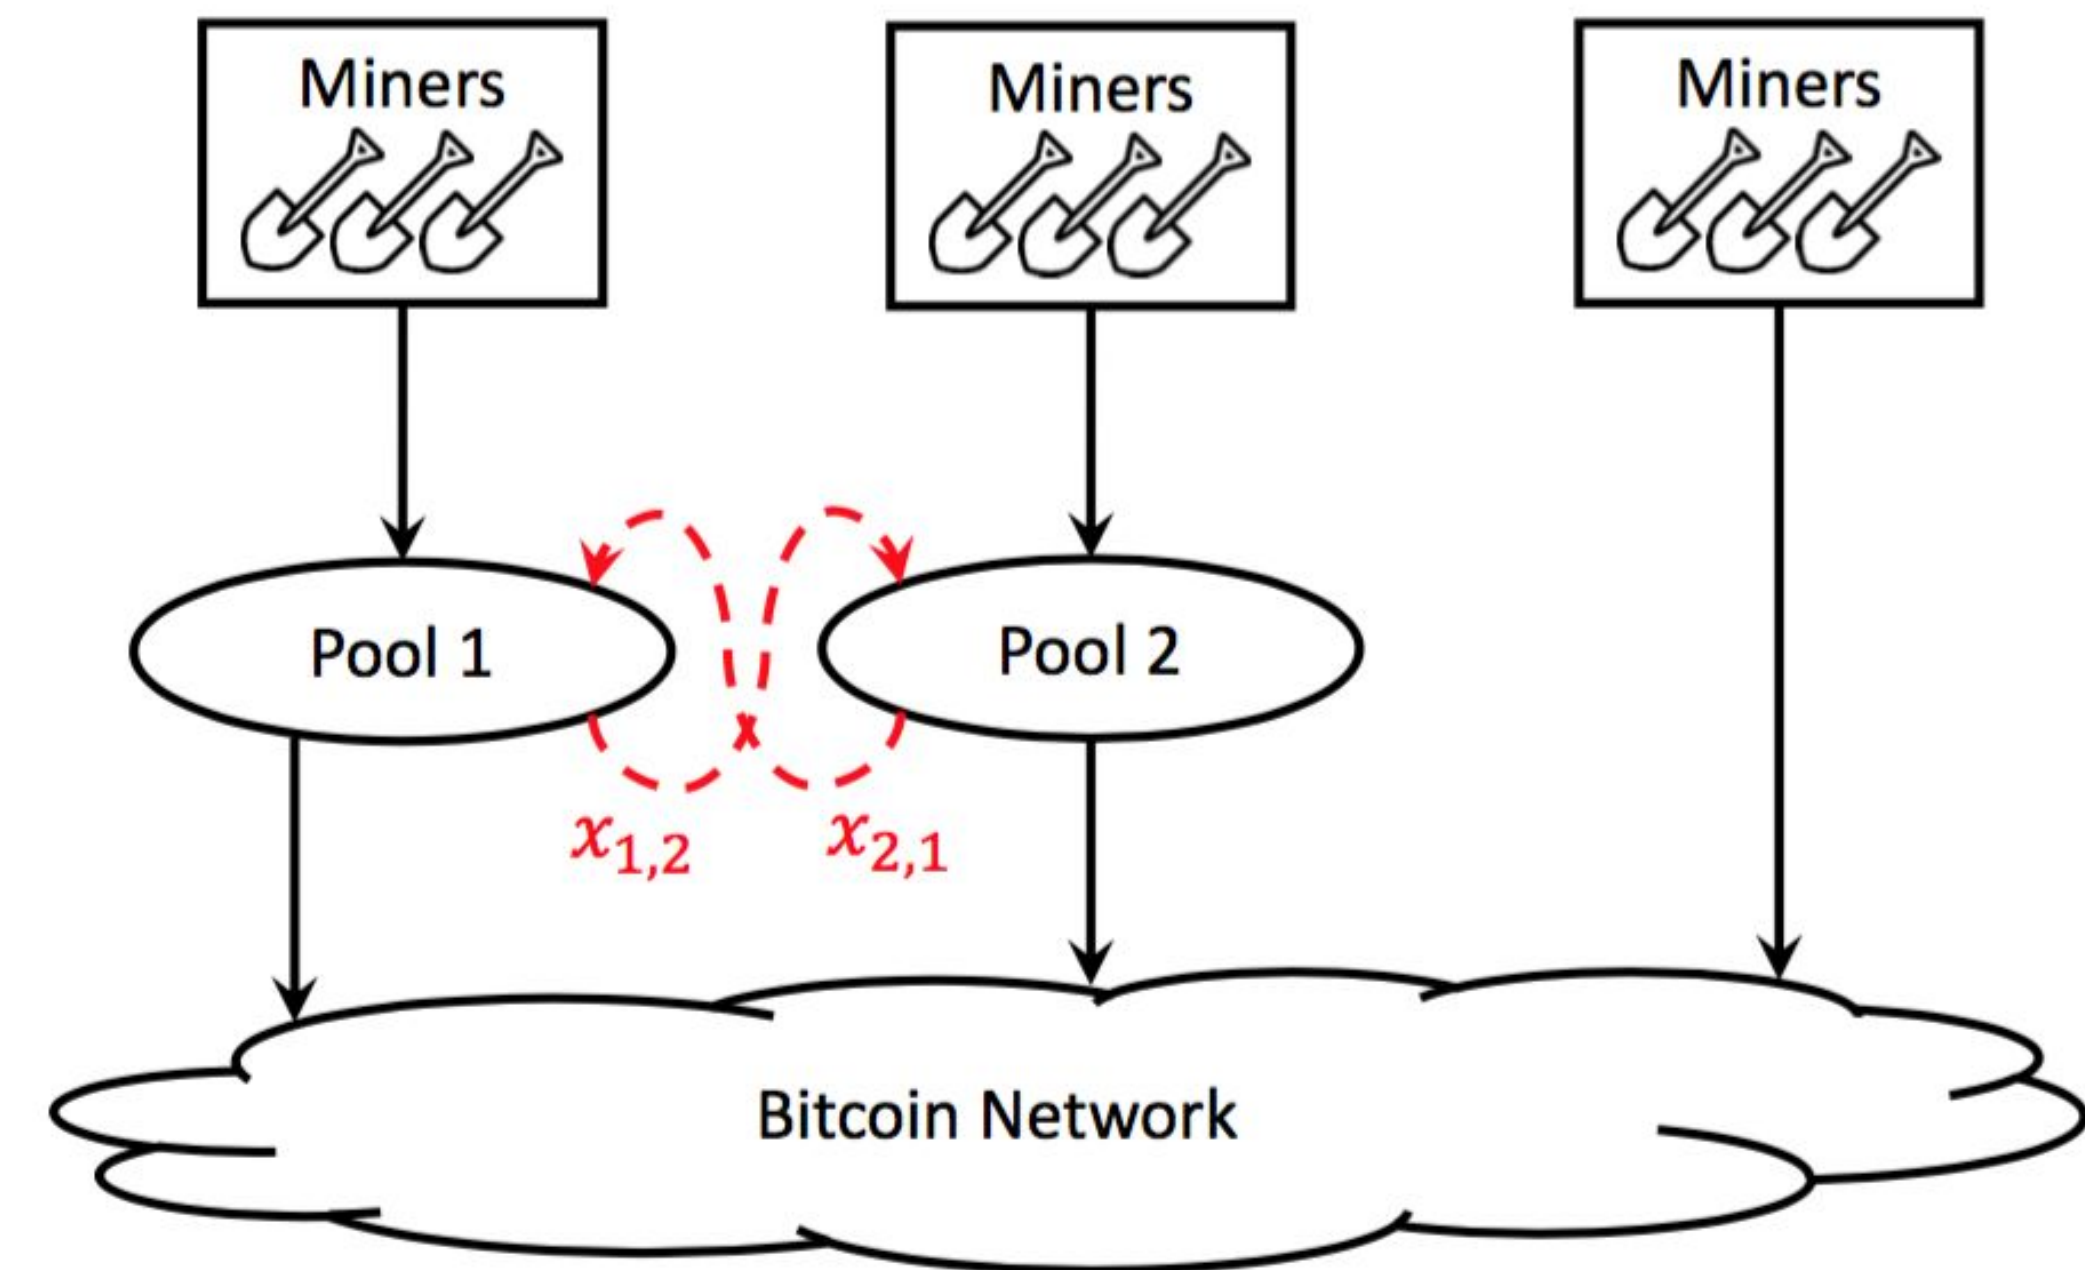 Miners
Miners
Miners
Pool 1
Pool 2
x1,2
x2,1
Bitcoin Network